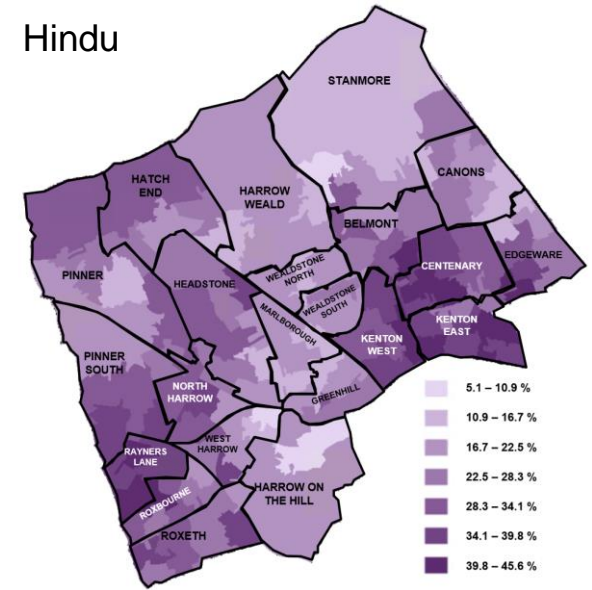 Hindu
STANMORE
HATCH
END
HARROW
WEALD
CANONS
BELMONT
EDGEWARE
CENTENARY
PINNER
HEADSTONE
WEALDSTONE
NORTH
WEALDSTONE
SOUTH
MARLBOROUGH
KENTON
EAST
KENTON
WEST
PINNER
SOUTH
NORTH
HARROW
GREENHILL
WEST
HARROW
RAYNERS
LANE
ROXBOURNE
HARROW ON
THE HILL
ROXETH
5.1 – 10.9 %
10.9 – 16.7 %
16.7 – 22.5 %
22.5 – 28.3 %
28.3 – 34.1 %
34.1 – 39.8 %
39.8 – 45.6 %